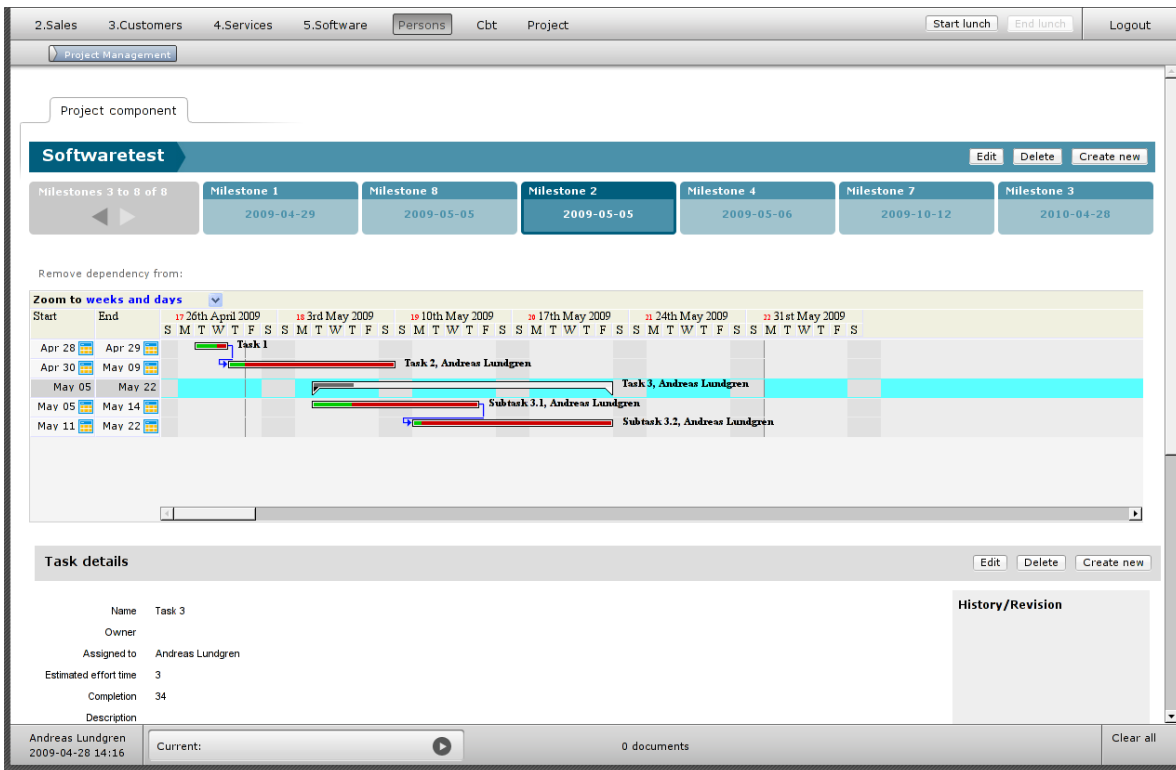 2.Sales 3.Customers 4.Services 5.Software Persons Cbt Project Start lunch End lunch Logout
Project Management
Project component
Softwaretest Edit Delete Create new
Milestones 3 to 8 of 8 Milestone 1 Milestone 8 Milestone 2 Milestone 4 Milestone 7 Milestone 3
2009-04-29 2009-05-05 2009-05-05 2009-05-06 2009-10-12 2010-04-28
Remove dependency from:
Zoom to weeks and days
Start End 17 26th April 2009 18 3rd May 2009 19 10th May 2009 20 17th May 2009 21 24th May 2009 22 31st May 2009
S M T W T F S S M T W T F S S M T W T F S S M T W T F S S M T W T F S S M T W T F S
Apr 28 Apr 29 Task 1
Apr 30 May 09 Task 2, Andreas Lundgren
May 05 May 22 Task 3, Andreas Lundgren
May 05 May 14 Subtask 3.1, Andreas Lundgren
May 11 May 22 Subtask 3.2, Andreas Lundgren
Task details Edit Delete Create new
History/Revision
Name Task 3
Owner
Assigned to Andreas Lundgren
Estimated effort time 3
Completion 34
Description
Andreas Lundgren
2009-04-28 14:16
Current: 0 documents Clear all